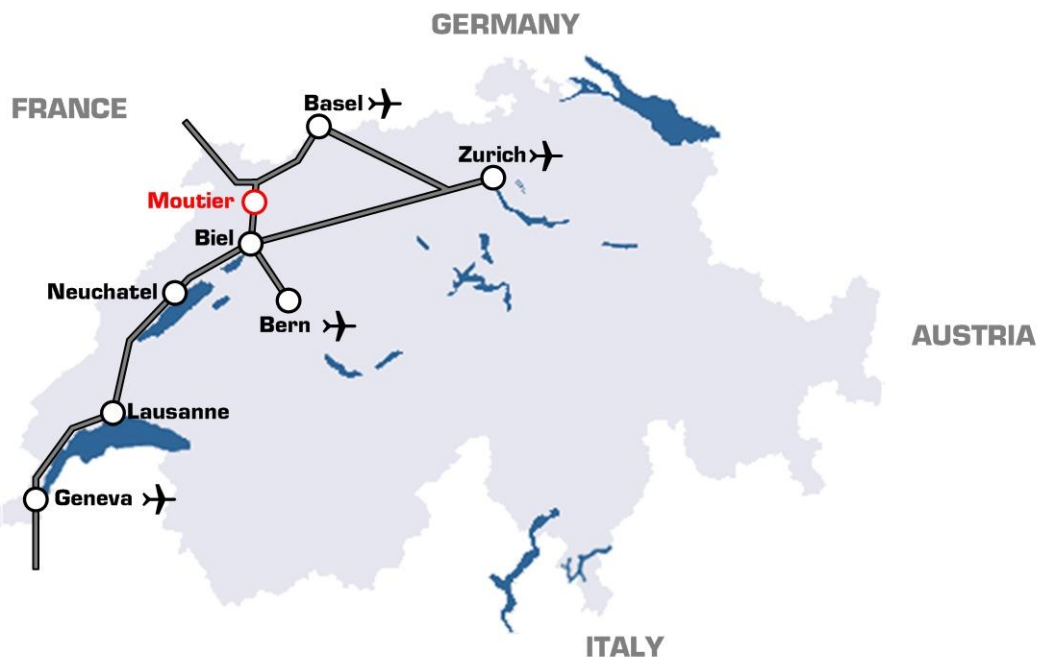 GERMANY
FRANCE
Basel
Zurich
Moutier
Biel
Neuchatel
Bern
AUSTRIA
Lausanne
Geneva
ITALY